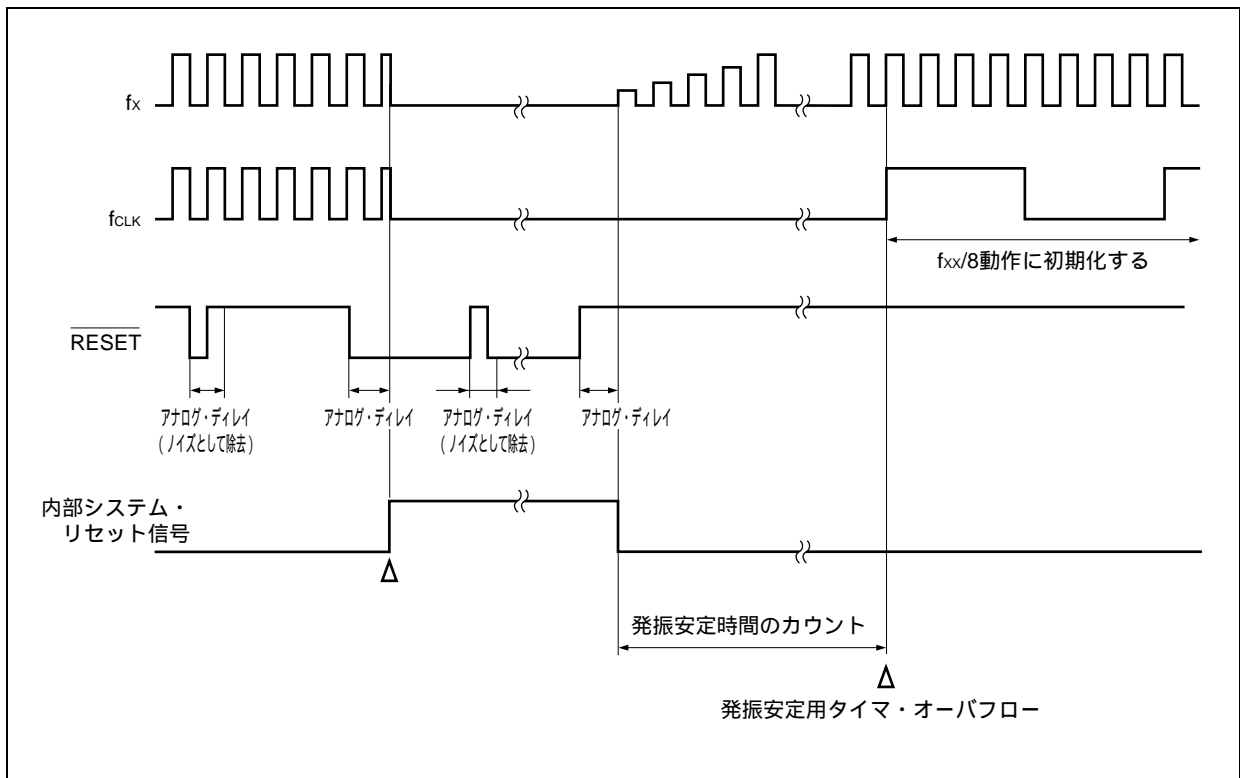 fX
fCLK
fXX/8動作に初期化する
RESET
アナログ・ディレイ
(ノイズとして除去)
アナログ・ディレイ
アナログ・ディレイ
(ノイズとして除去)
アナログ・ディレイ
内部システム・
リセット信号
発振安定時間のカウント
発振安定用タイマ・オーバフロー